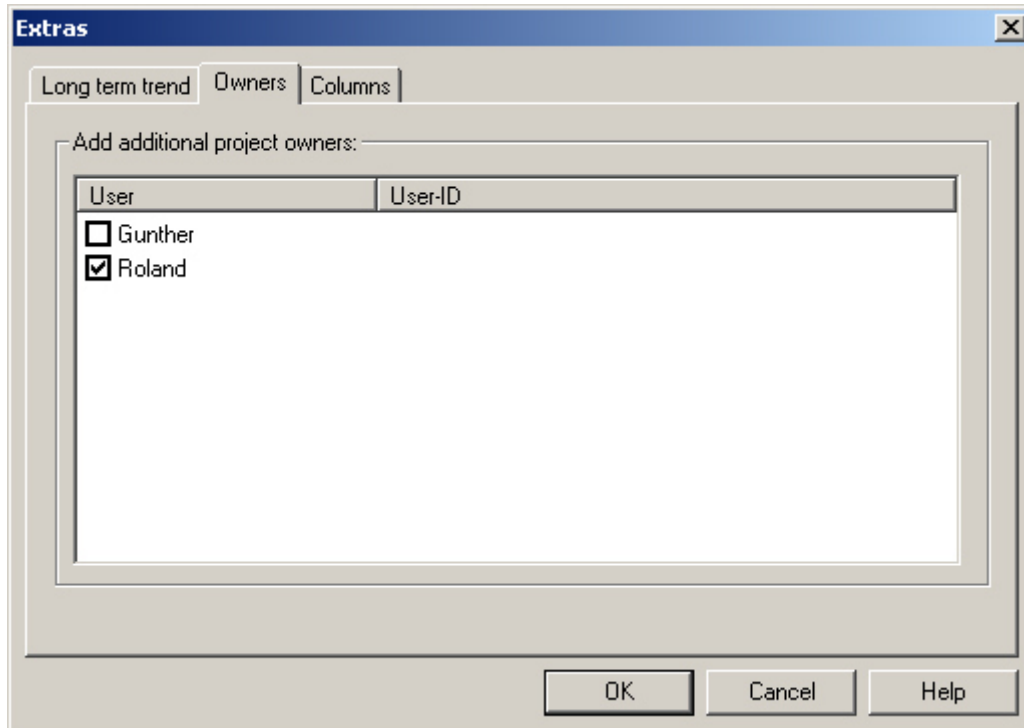 Extras
Long term trend Owners Columns
Add additional project owners:
User User-ID
Gunther
Roland
OK Cancel Help